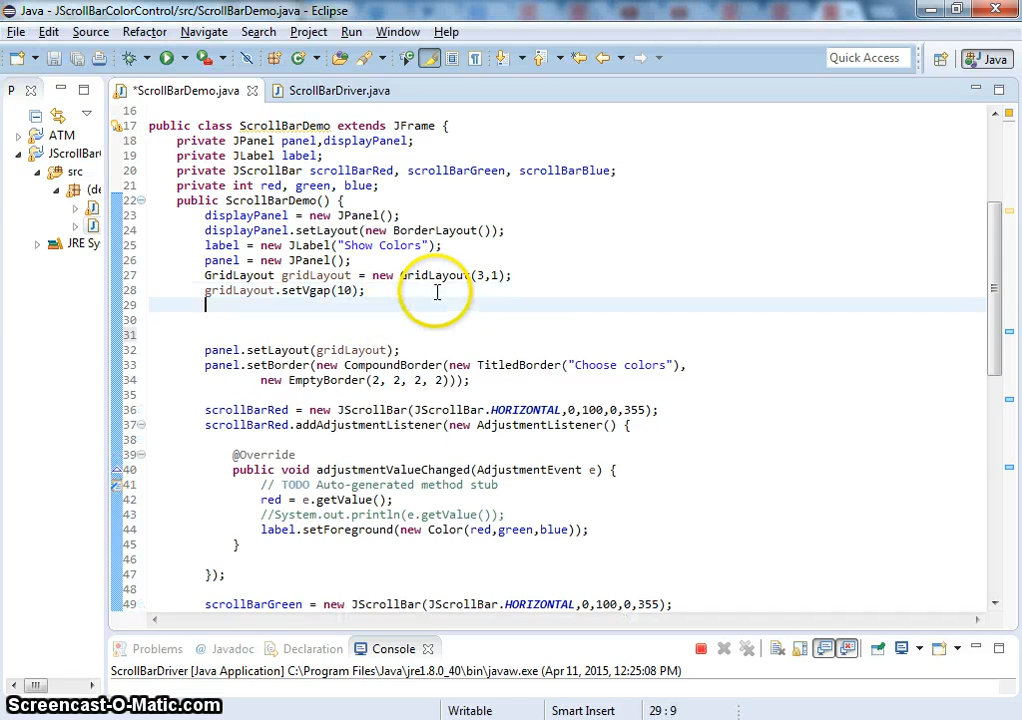 Java - JScrollBarColorControl/src/ScrollBarDemo.java - Eclipse
File Edit Source Refactor Navigate Search Project Run Window Help
Quick Access Java
P *ScrollBarDemo.java ScrollBarDriver.java
ATM
JScrollBar
src
(de
JRE Sy
16
17 public class ScrollBarDemo extends JFrame {
18 private JPanel panel,displayPanel;
19 private JLabel label;
20 private JScrollBar scrollBarRed, scrollBarGreen, scrollBarBlue;
21 private int red, green, blue;
22 public ScrollBarDemo() {
23 displayPanel = new JPanel();
24 displayPanel.setLayout(new BorderLayout());
25 label = new JLabel("Show Colors");
26 panel = new JPanel();
27 GridLayout gridLayout = new GridLayout(3,1);
28 gridLayout.setVgap(10);
29
30
31
32 panel.setLayout(gridLayout);
33 panel.setBorder(new CompoundBorder(new TitledBorder("Choose colors"),
34 new EmptyBorder(2, 2, 2, 2)));
35
36 scrollBarRed = new JScrollBar(JScrollBar.HORIZONTAL,0,100,0,355);
37 scrollBarRed.addAdjustmentListener(new AdjustmentListener() {
38
39 @Override
40 public void adjustmentValueChanged(AdjustmentEvent e) {
41 // TODO Auto-generated method stub
42 red = e.getValue();
43 //System.out.println(e.getValue());
44 label.setForeground(new Color(red,green,blue));
45 }
46
47 });
48
49 scrollBarGreen = new JScrollBar(JScrollBar.HORIZONTAL,0,100,0,355);
Problems @ Javadoc Declaration Console
ScrollBarDriver [Java Application] C:\Program Files\Java\jre1.8.0_40\bin\javaw.exe (Apr 11, 2015, 12:25:08 PM)
Screencast-O-Matic.com
Writable Smart Insert 29 : 9